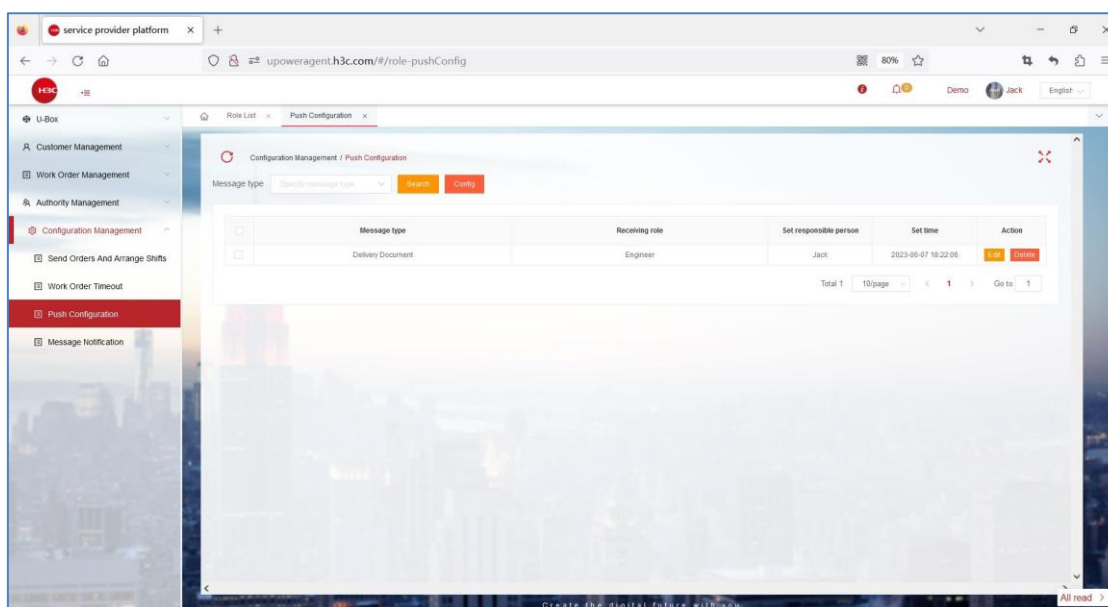 service provider platform
upoweragent.h3c.com/#/role-pushConfig
80%
H3C
Demo
Jack
English
U-Box
Role List
Push Configuration
Customer Management
Configuration Management / Push Configuration
Work Order Management
Message type
Specify message type
Search
Config
Authority Management
Configuration Management
Message type
Receiving role
Set responsible person
Set time
Action
Send Orders And Arrange Shifts
Delivery Document
Engineer
Jack
2023-06-07 10:22:06
Edit
Delete
Work Order Timeout
Total 1
10/page
1
Go to
1
Push Configuration
Message Notification
Create the digital future with you
All read